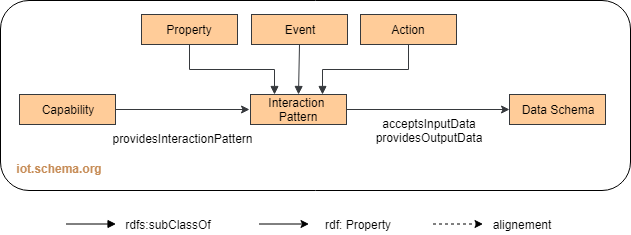 Property
Event
Action
Capability
Interaction
Pattern
Data Schema
providesInteractionPattern
acceptsInputData
providesOutputData
iot.schema.org
rdfs:subClassOf
rdf: Property
alignement